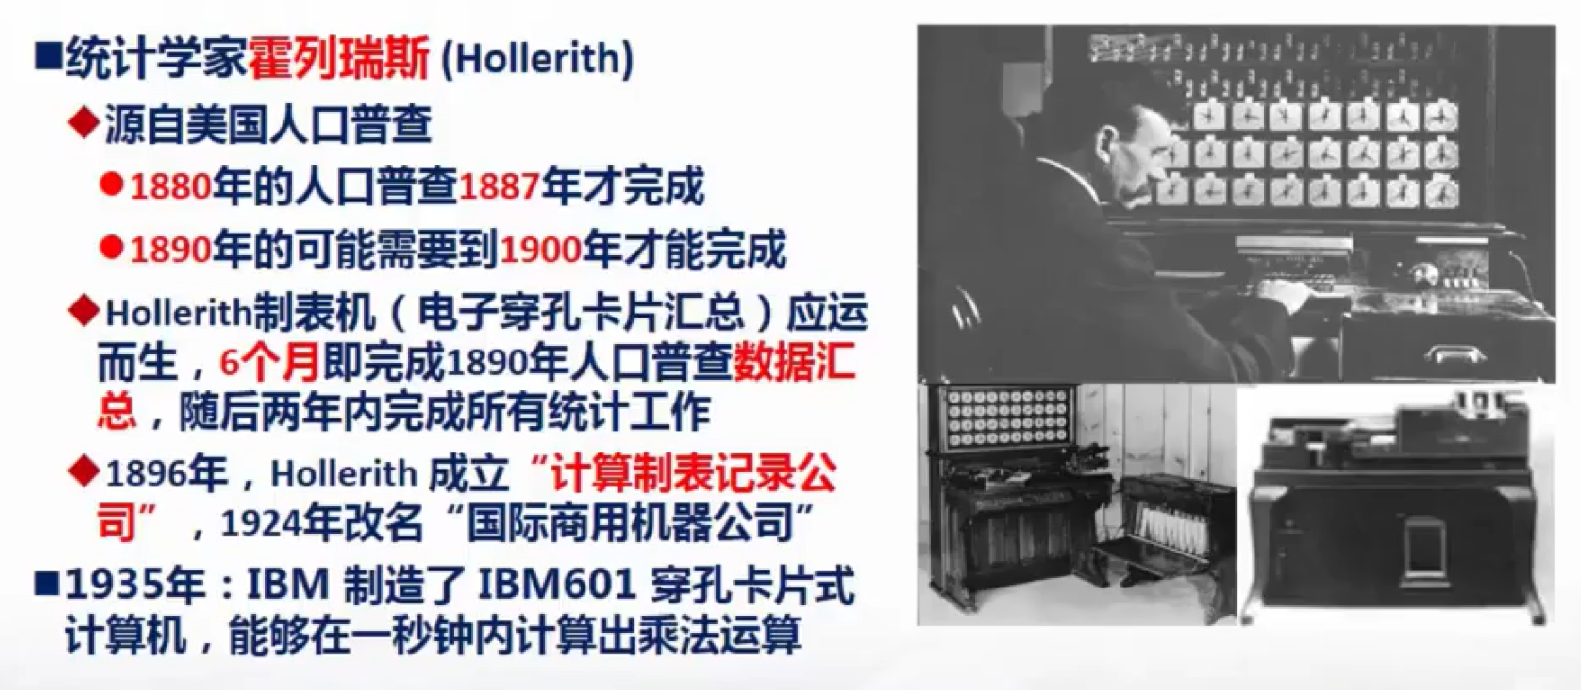 ■统计学家霍列瑞斯 (Hollerith)
◆源自美国人口普查
●1880年的人口普查1887年才完成
●1890年的可能需要到1900年才能完成
◆Hollerith制表机（电子穿孔卡片汇总）应运
而生，6个月即完成1890年人口普查数据汇
总，随后两年内完成所有统计工作
◆1896年，Hollerith 成立“计算制表记录公
司”，1924年改名“国际商用机器公司”
■1935年：IBM 制造了 IBM601 穿孔卡片式
计算机，能够在一秒钟内计算出乘法运算